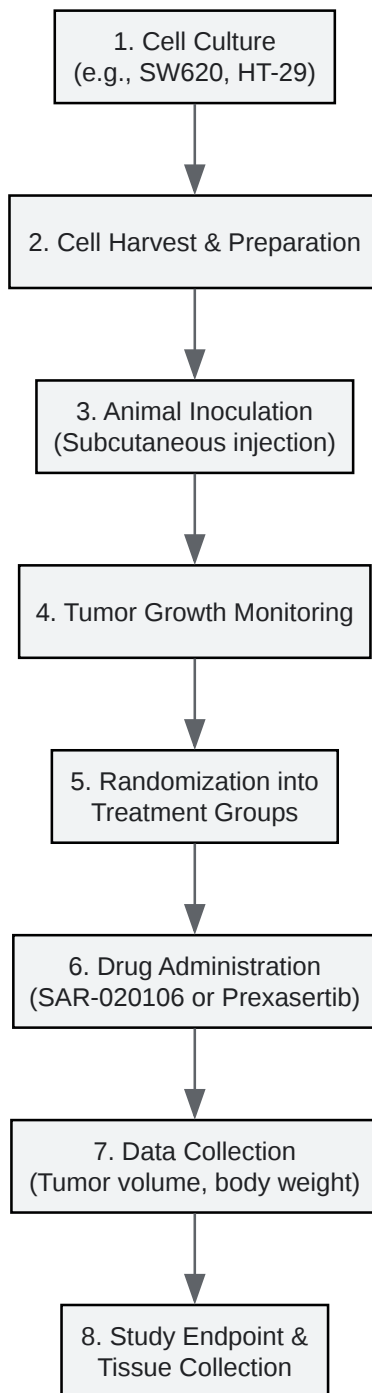 1. Cell Culture
(e.g., SW620, HT-29)
2. Cell Harvest & Preparation
3. Animal Inoculation
(Subcutaneous injection)
4. Tumor Growth Monitoring
5. Randomization into
Treatment Groups
6. Drug Administration
(SAR-020106 or Prexasertib)
7. Data Collection
(Tumor volume, body weight)
8. Study Endpoint &
Tissue Collection